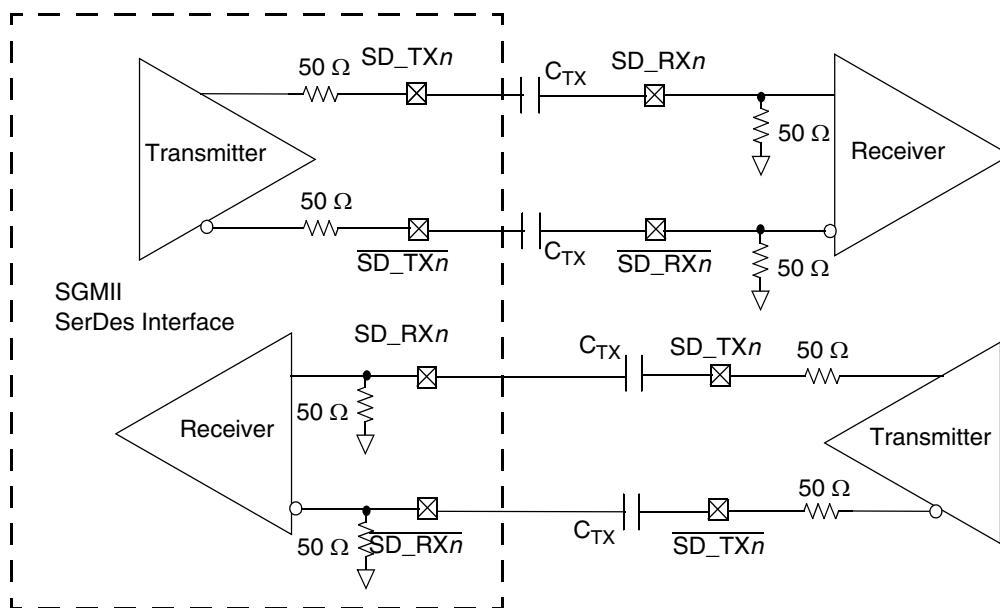 50 Ω
SD_TXn
C_TX
SD_RXn
Transmitter
50 Ω
Receiver
50 Ω
SD_TXn
C_TX
SD_RXn
50 Ω
SGMII
SerDes Interface
SD_RXn
C_TX
SD_TXn
50 Ω
50 Ω
Receiver
Transmitter
50 Ω
50 Ω
SD_RXn
C_TX
SD_TXn